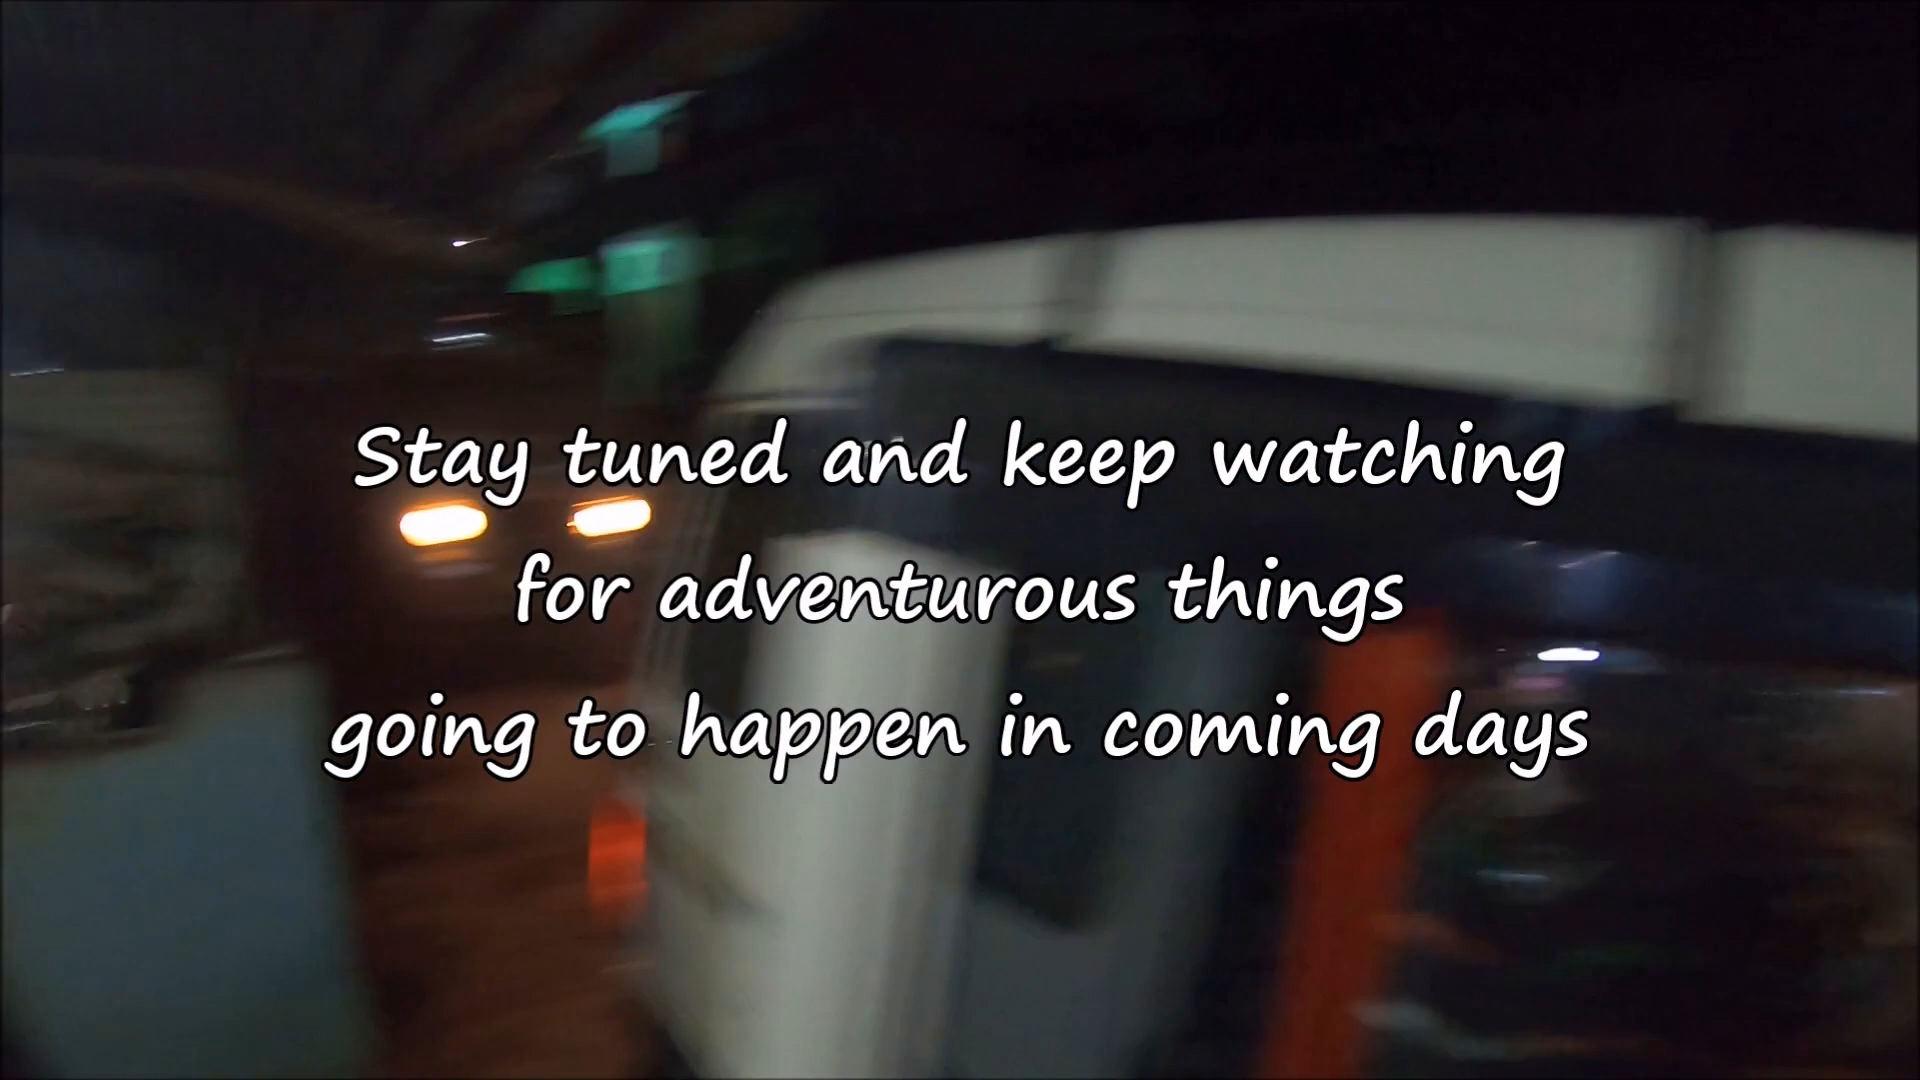 Stay tuned and keep watching
for adventurous things
going to happen in coming days